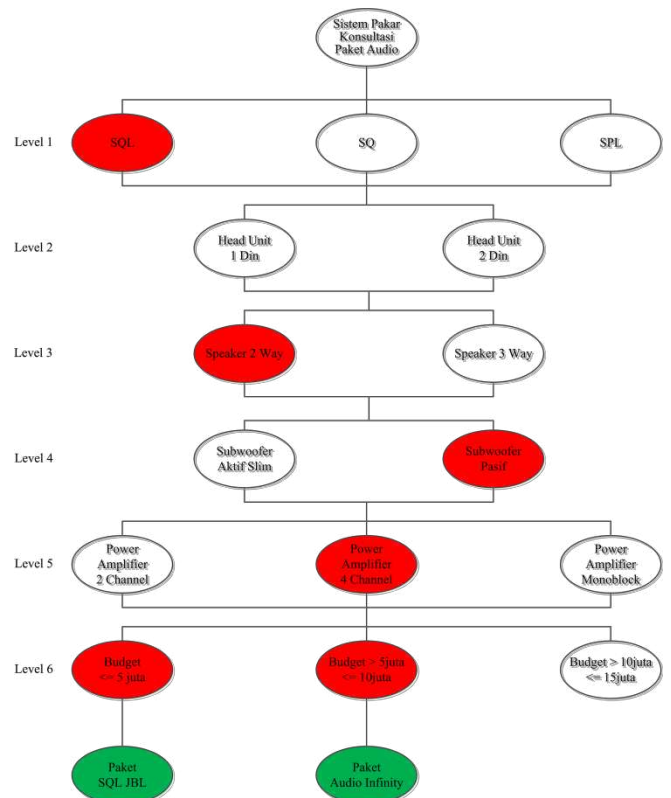 Sistem Pakar
Konsultasi
Paket Audio
Level 1
SQL
SQ
SPL
Level 2
Head Unit
1 Din
Head Unit
2 Din
Level 3
Speaker 2 Way
Speaker 3 Way
Level 4
Subwoofer
Aktif Slim
Subwoofer
Pasif
Level 5
Power
Amplifier
2 Channel
Power
Amplifier
4 Channel
Power
Amplifier
Monoblock
Level 6
Budget
<= 5 juta
Budget > 5juta
<= 10juta
Budget > 10juta
<= 15juta
Paket
SQL JBL
Paket
Audio Infinity